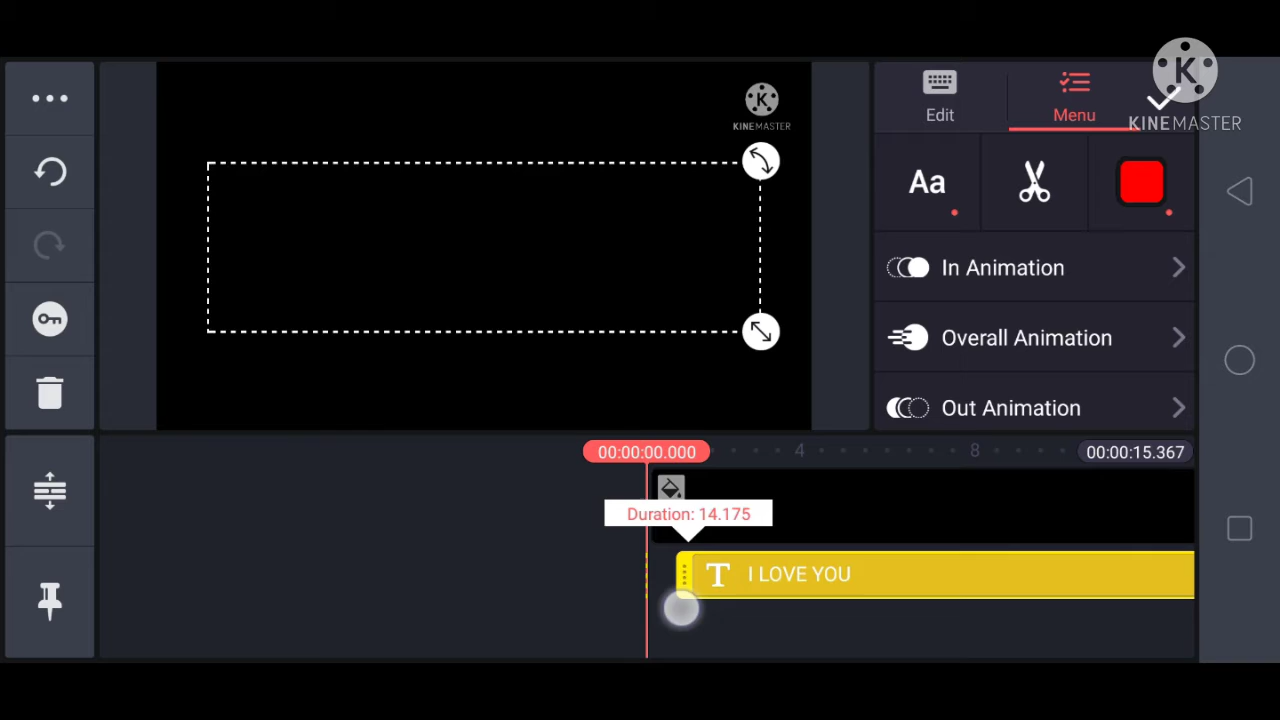 KINEMASTER
Edit
Menu
KINEMASTER
Aa
In Animation
Overall Animation
Out Animation
00:00:00.000
4
8
00:00:15.367
Duration: 14.175
T I LOVE YOU